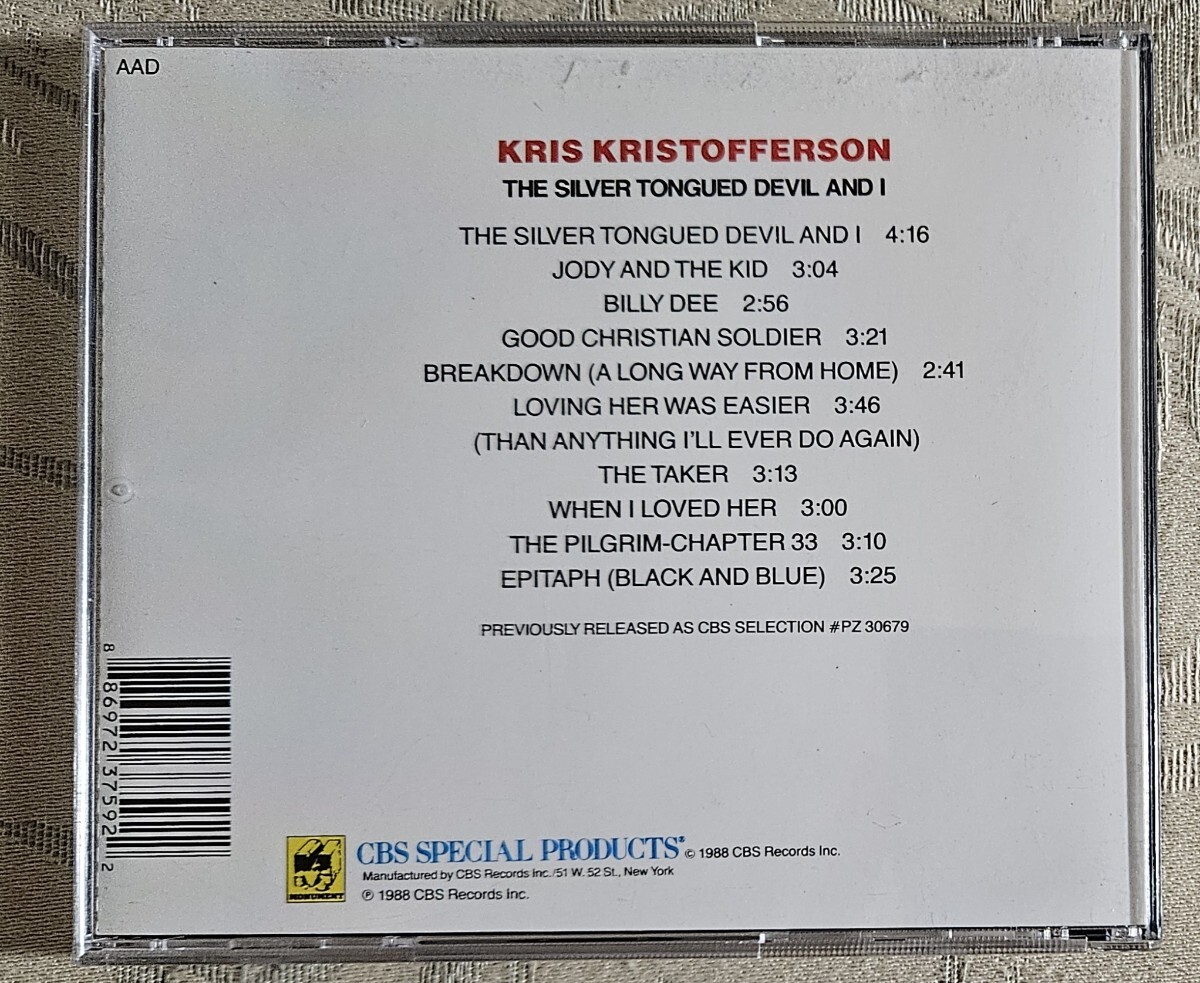 AAD
KRIS KRISTOFFERSON
THE SILVER TONGUED DEVIL AND I
THE SILVER TONGUED DEVIL AND I 4:16
JODY AND THE KID 3:04
BILLY DEE 2:56
GOOD CHRISTIAN SOLDIER 3:21
BREAKDOWN (A LONG WAY FROM HOME) 2:41
LOVING HER WAS EASIER 3:46
(THAN ANYTHING I'LL EVER DO AGAIN)
THE TAKER 3:13
WHEN I LOVED HER 3:00
THE PILGRIM-CHAPTER 33 3:10
EPITAPH (BLACK AND BLUE) 3:25
PREVIOUSLY RELEASED AS CBS SELECTION #PZ 30679
8 86972 37592 2
MONUMENT
CBS SPECIAL PRODUCTS © 1988 CBS Records Inc.
Manufactured by CBS Records Inc./51 W. 52 St., New York
℗ 1988 CBS Records Inc.